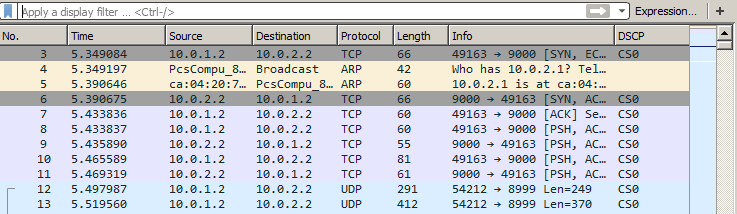 Apply a display filter ... <Ctrl-/> Expression... +
No. Time Source Destination Protocol Length Info DSCP
3 5.349084 10.0.1.2 10.0.2.2 TCP 66 49163 → 9000 [SYN, EC… CS0
4 5.349197 PcsCompu_8… Broadcast ARP 42 Who has 10.0.2.1? Tel…
5 5.390646 ca:04:20:7… PcsCompu_8… ARP 60 10.0.2.1 is at ca:04:…
6 5.390675 10.0.2.2 10.0.1.2 TCP 66 9000 → 49163 [SYN, AC… CS0
7 5.433836 10.0.1.2 10.0.2.2 TCP 60 49163 → 9000 [ACK] Se… CS0
8 5.433836 10.0.1.2 10.0.2.2 TCP 60 49163 → 9000 [PSH, AC… CS0
9 5.435890 10.0.2.2 10.0.1.2 TCP 55 9000 → 49163 [PSH, AC… CS0
10 5.465589 10.0.1.2 10.0.2.2 TCP 81 49163 → 9000 [PSH, AC… CS0
11 5.469319 10.0.2.2 10.0.1.2 TCP 61 9000 → 49163 [PSH, AC… CS0
12 5.497987 10.0.1.2 10.0.2.2 UDP 291 54212 → 8999 Len=249 CS0
13 5.519560 10.0.1.2 10.0.2.2 UDP 412 54212 → 8999 Len=370 CS0